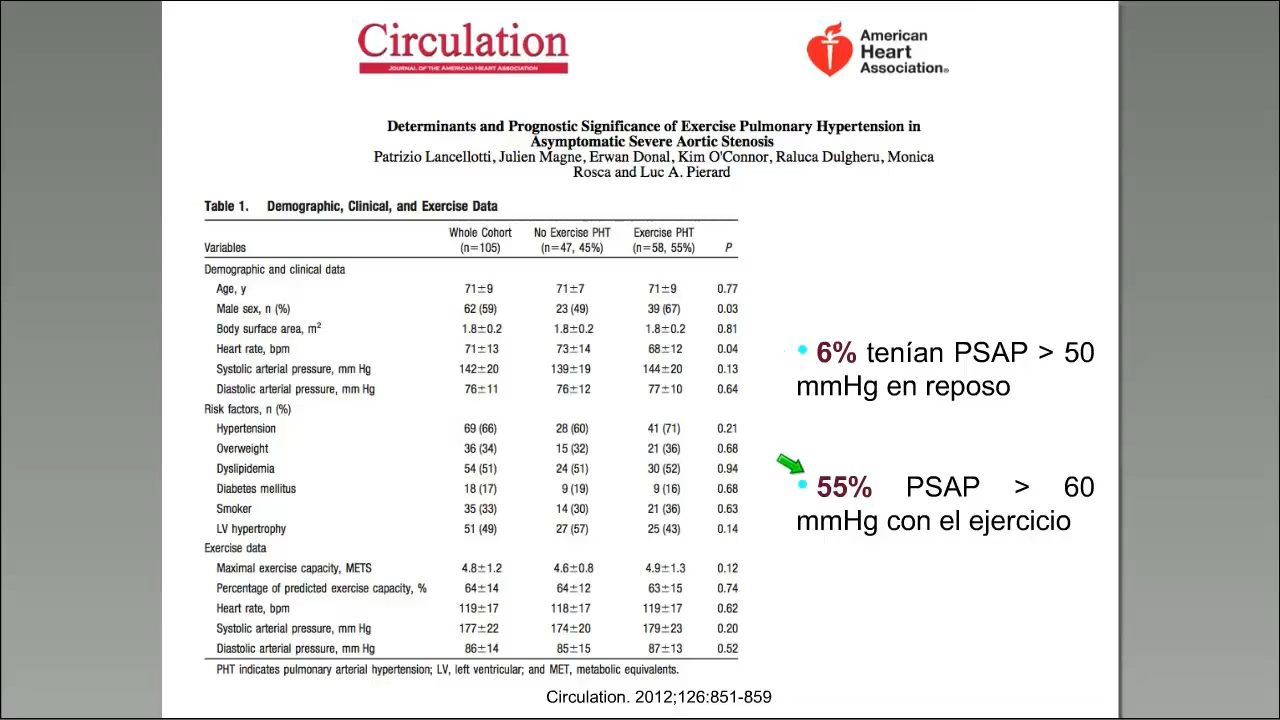 Circulation
JOURNAL OF THE AMERICAN HEART ASSOCIATION
American
Heart
Association®
Determinants and Prognostic Significance of Exercise Pulmonary Hypertension in
Asymptomatic Severe Aortic Stenosis
Patrizio Lancellotti, Julien Magne, Erwan Donal, Kim O'Connor, Raluca Dulgheru, Monica
Rosca and Luc A. Pierard
Table 1. Demographic, Clinical, and Exercise Data
Whole Cohort No Exercise PHT Exercise PHT
Variables (n=105) (n=47, 45%) (n=58, 55%) P
Demographic and clinical data
Age, y 71±9 71±7 71±9 0.77
Male sex, n (%) 62 (59) 23 (49) 39 (67) 0.03
Body surface area, m² 1.8±0.2 1.8±0.2 1.8±0.2 0.81
Heart rate, bpm 71±13 73±14 68±12 0.04
Systolic arterial pressure, mm Hg 142±20 139±19 144±20 0.13
Diastolic arterial pressure, mm Hg 76±11 76±12 77±10 0.64
Risk factors, n (%)
Hypertension 69 (66) 28 (60) 41 (71) 0.21
Overweight 36 (34) 15 (32) 21 (36) 0.68
Dyslipidemia 54 (51) 24 (51) 30 (52) 0.94
Diabetes mellitus 18 (17) 9 (19) 9 (16) 0.68
Smoker 35 (33) 14 (30) 21 (36) 0.63
LV hypertrophy 51 (49) 27 (57) 25 (43) 0.14
Exercise data
Maximal exercise capacity, METS 4.8±1.2 4.6±0.8 4.9±1.3 0.12
Percentage of predicted exercise capacity, % 64±14 64±12 63±15 0.74
Heart rate, bpm 119±17 118±17 119±17 0.62
Systolic arterial pressure, mm Hg 177±22 174±20 179±23 0.20
Diastolic arterial pressure, mm Hg 86±14 85±15 87±13 0.52
PHT indicates pulmonary arterial hypertension; LV, left ventricular; and MET, metabolic equivalents.
• 6% tenían PSAP > 50
mmHg en reposo
• 55% PSAP > 60
mmHg con el ejercicio
Circulation. 2012;126:851-859